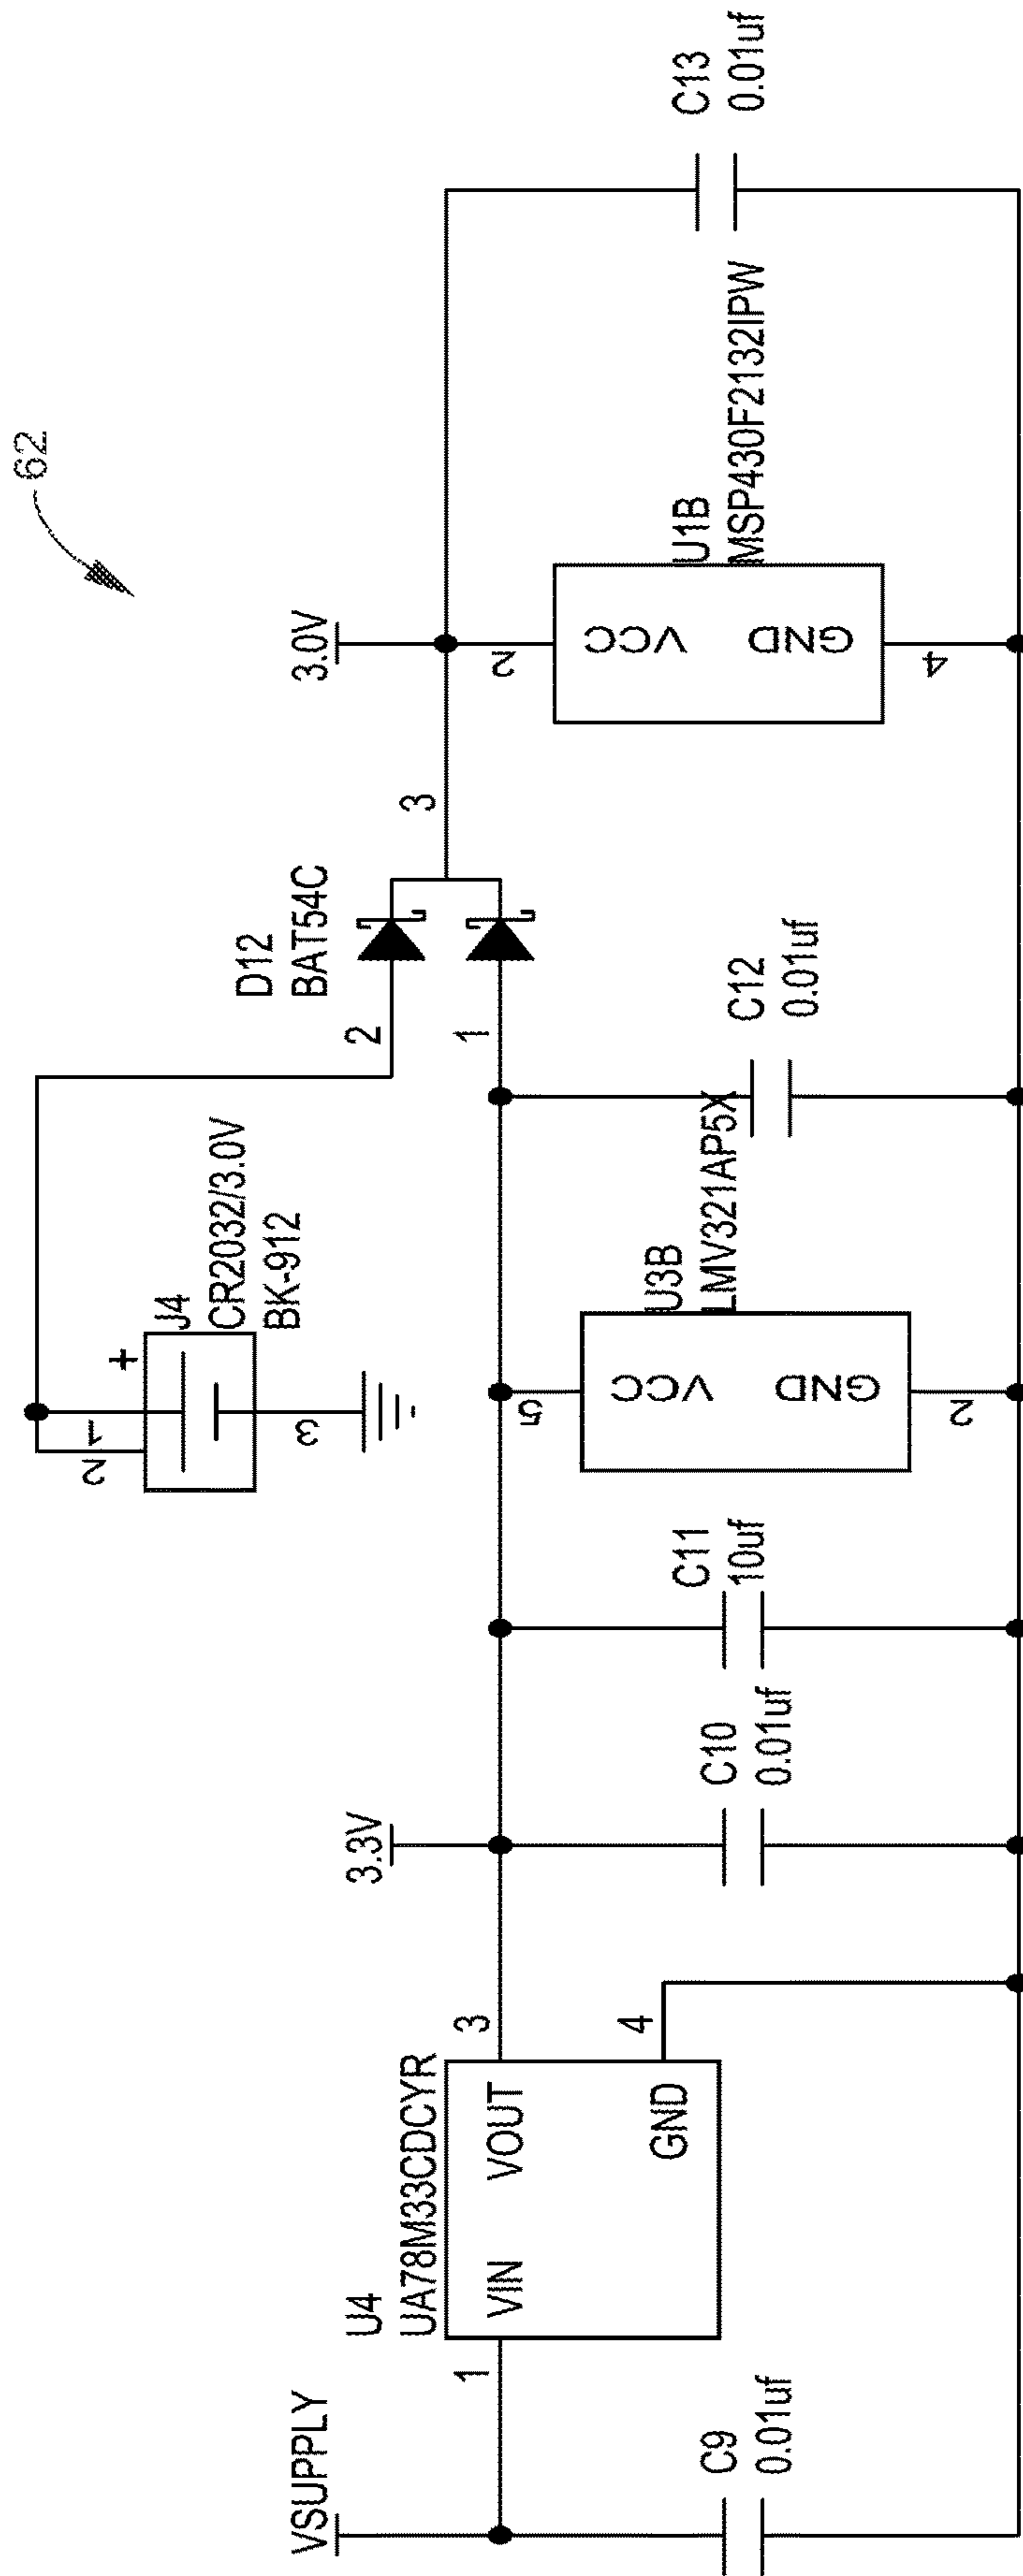 62
VSUPPLY
C9
0.01uf
1
U4
UA78M33CDCYR
VIN
VOUT
GND
3
4
3.3V
C10
0.01uf
C11
10uf
J4
CR2032/3.0V
BK-912
+
1
2
3
5
U3B
LMV321AP5X
VCC
GND
2
C12
0.01uf
D12
BAT54C
2
1
3
3.0V
2
U1B
MSP430F2132IPW
VCC
GND
4
C13
0.01uf